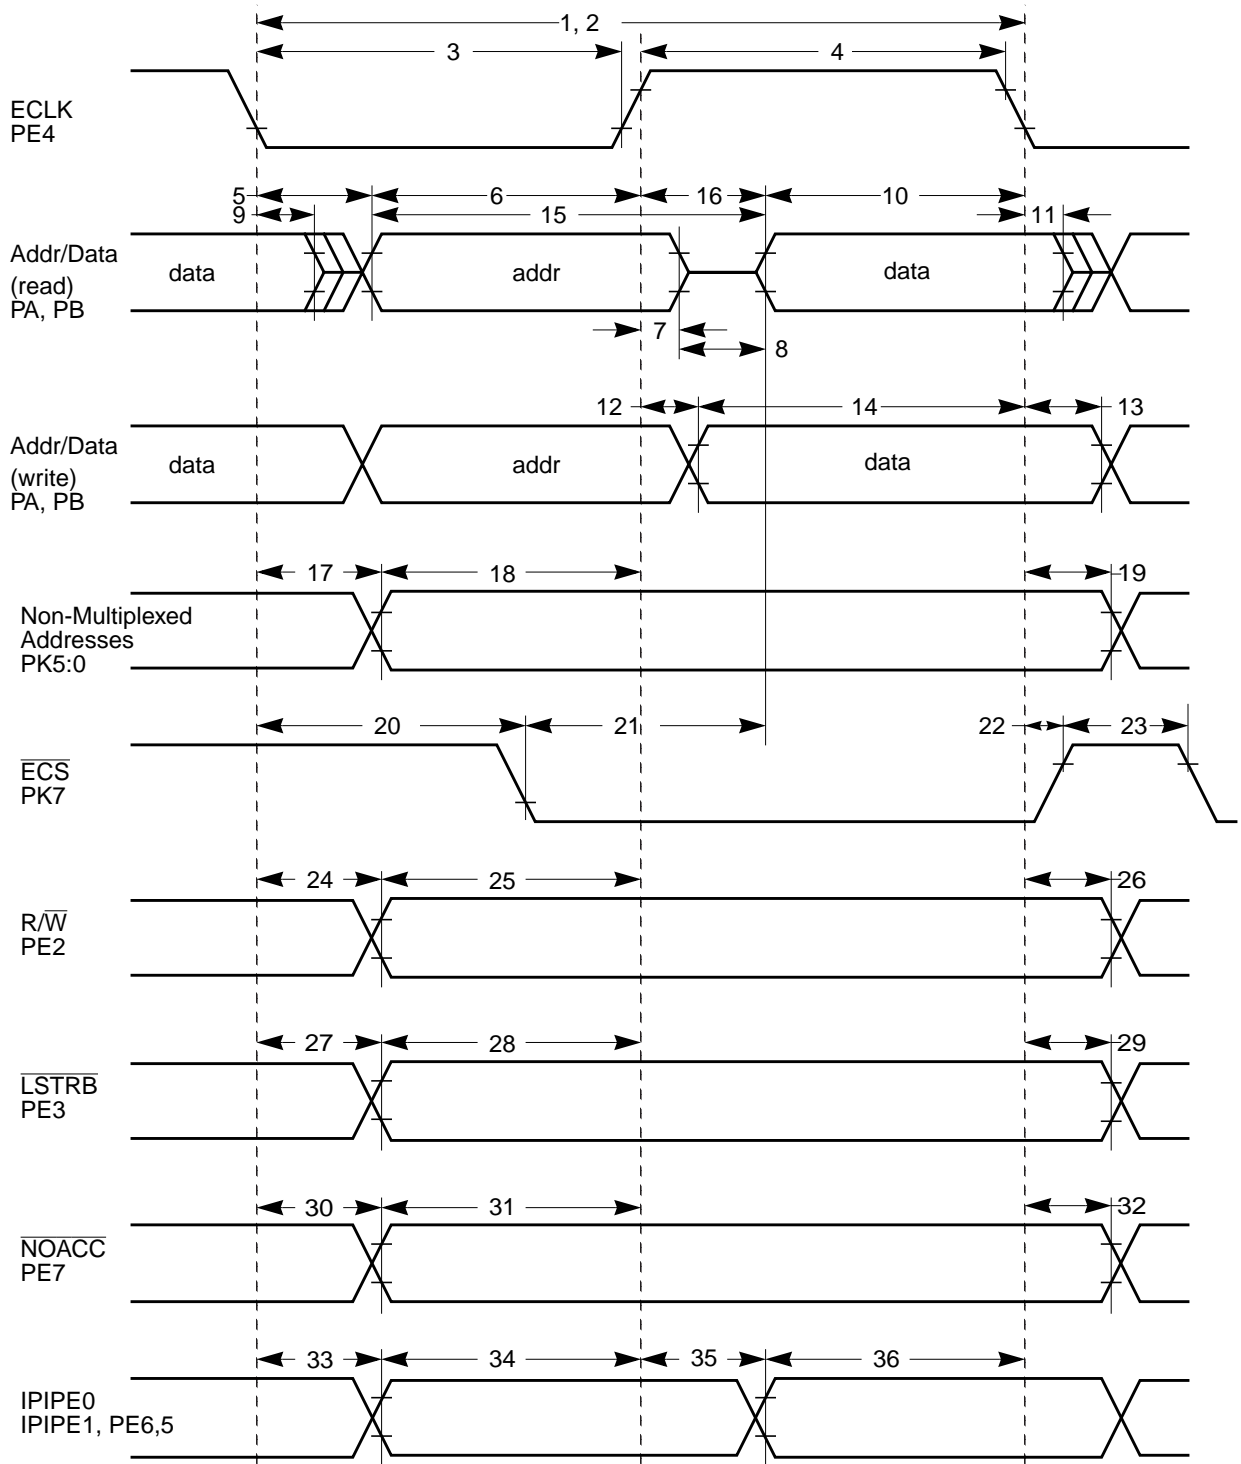 1, 2
3
4
ECLK
PE4
5
6
16
10
9
15
11
Addr/Data
(read)
PA, PB
data
addr
data
7
8
12
14
13
Addr/Data
(write)
PA, PB
data
addr
data
17
18
19
Non-Multiplexed
Addresses
PK5:0
20
21
22
23
ECS
PK7
24
25
26
R/W
PE2
27
28
29
LSTRB
PE3
30
31
32
NOACC
PE7
33
34
35
36
IPIPE0
IPIPE1, PE6,5